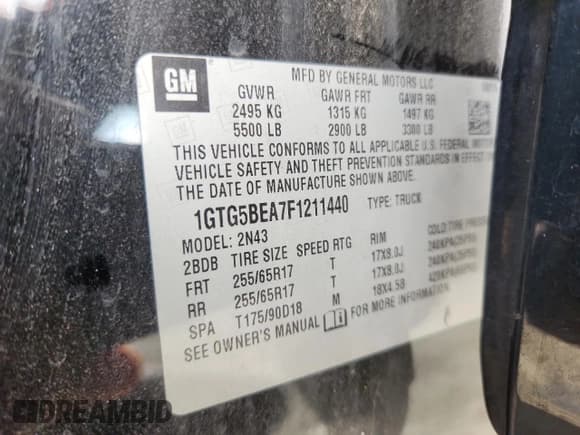 GM
MFD BY GENERAL MOTORS LLC
GVWR GAWR FRT GAWR RR
2495 KG 1315 KG 1497 KG
5500 LB 2900 LB 3300 LB
THIS VEHICLE CONFORMS TO ALL APPLICABLE U.S. FEDERAL MOTOR
VEHICLE SAFETY AND THEFT PREVENTION STANDARDS IN EFFECT
DATE OF MANUFACTURE SHOWN ABOVE.
1GTG5BEA7F1211440 TYPE: TRUCK
MODEL: 2N43
2BDB TIRE SIZE SPEED RTG RIM COLD TIRE
FRT 255/65R17 T 17X8.0J
RR 255/65R17 T 17X8.0J
SPA T175/90D18 M 18X4.5B
SEE OWNER'S MANUAL FOR MORE INFORMATION
DREAMBID